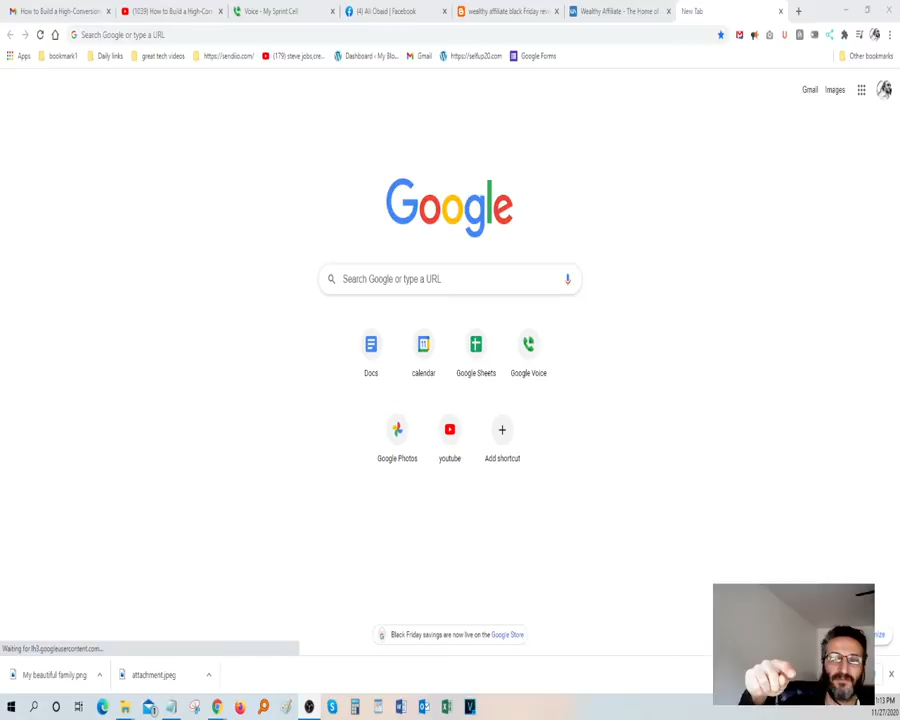 How to Build a High-Conversion
(1039) How to Build a High-Con
Voice - My Sprint Cell
(4) Ali Obaid | Facebook
wealthy affiliate black Friday rev
Wealthy Affiliate - The Home of
New Tab
Search Google or type a URL
Apps
bookmark1
Daily links
great tech videos
https://sendiio.com/
(179) steve jobs,cre...
Dashboard ‹ My Blo...
Gmail
https://selfup20.com
Google Forms
Other bookmarks
Gmail
Images
Google
Search Google or type a URL
Docs
calendar
Google Sheets
Google Voice
Google Photos
youtube
Add shortcut
Black Friday savings are now live on the Google Store
Waiting for lh3.googleusercontent.com...
My beautiful family.png
attachment.jpeg
1:13 PM
11/27/2020